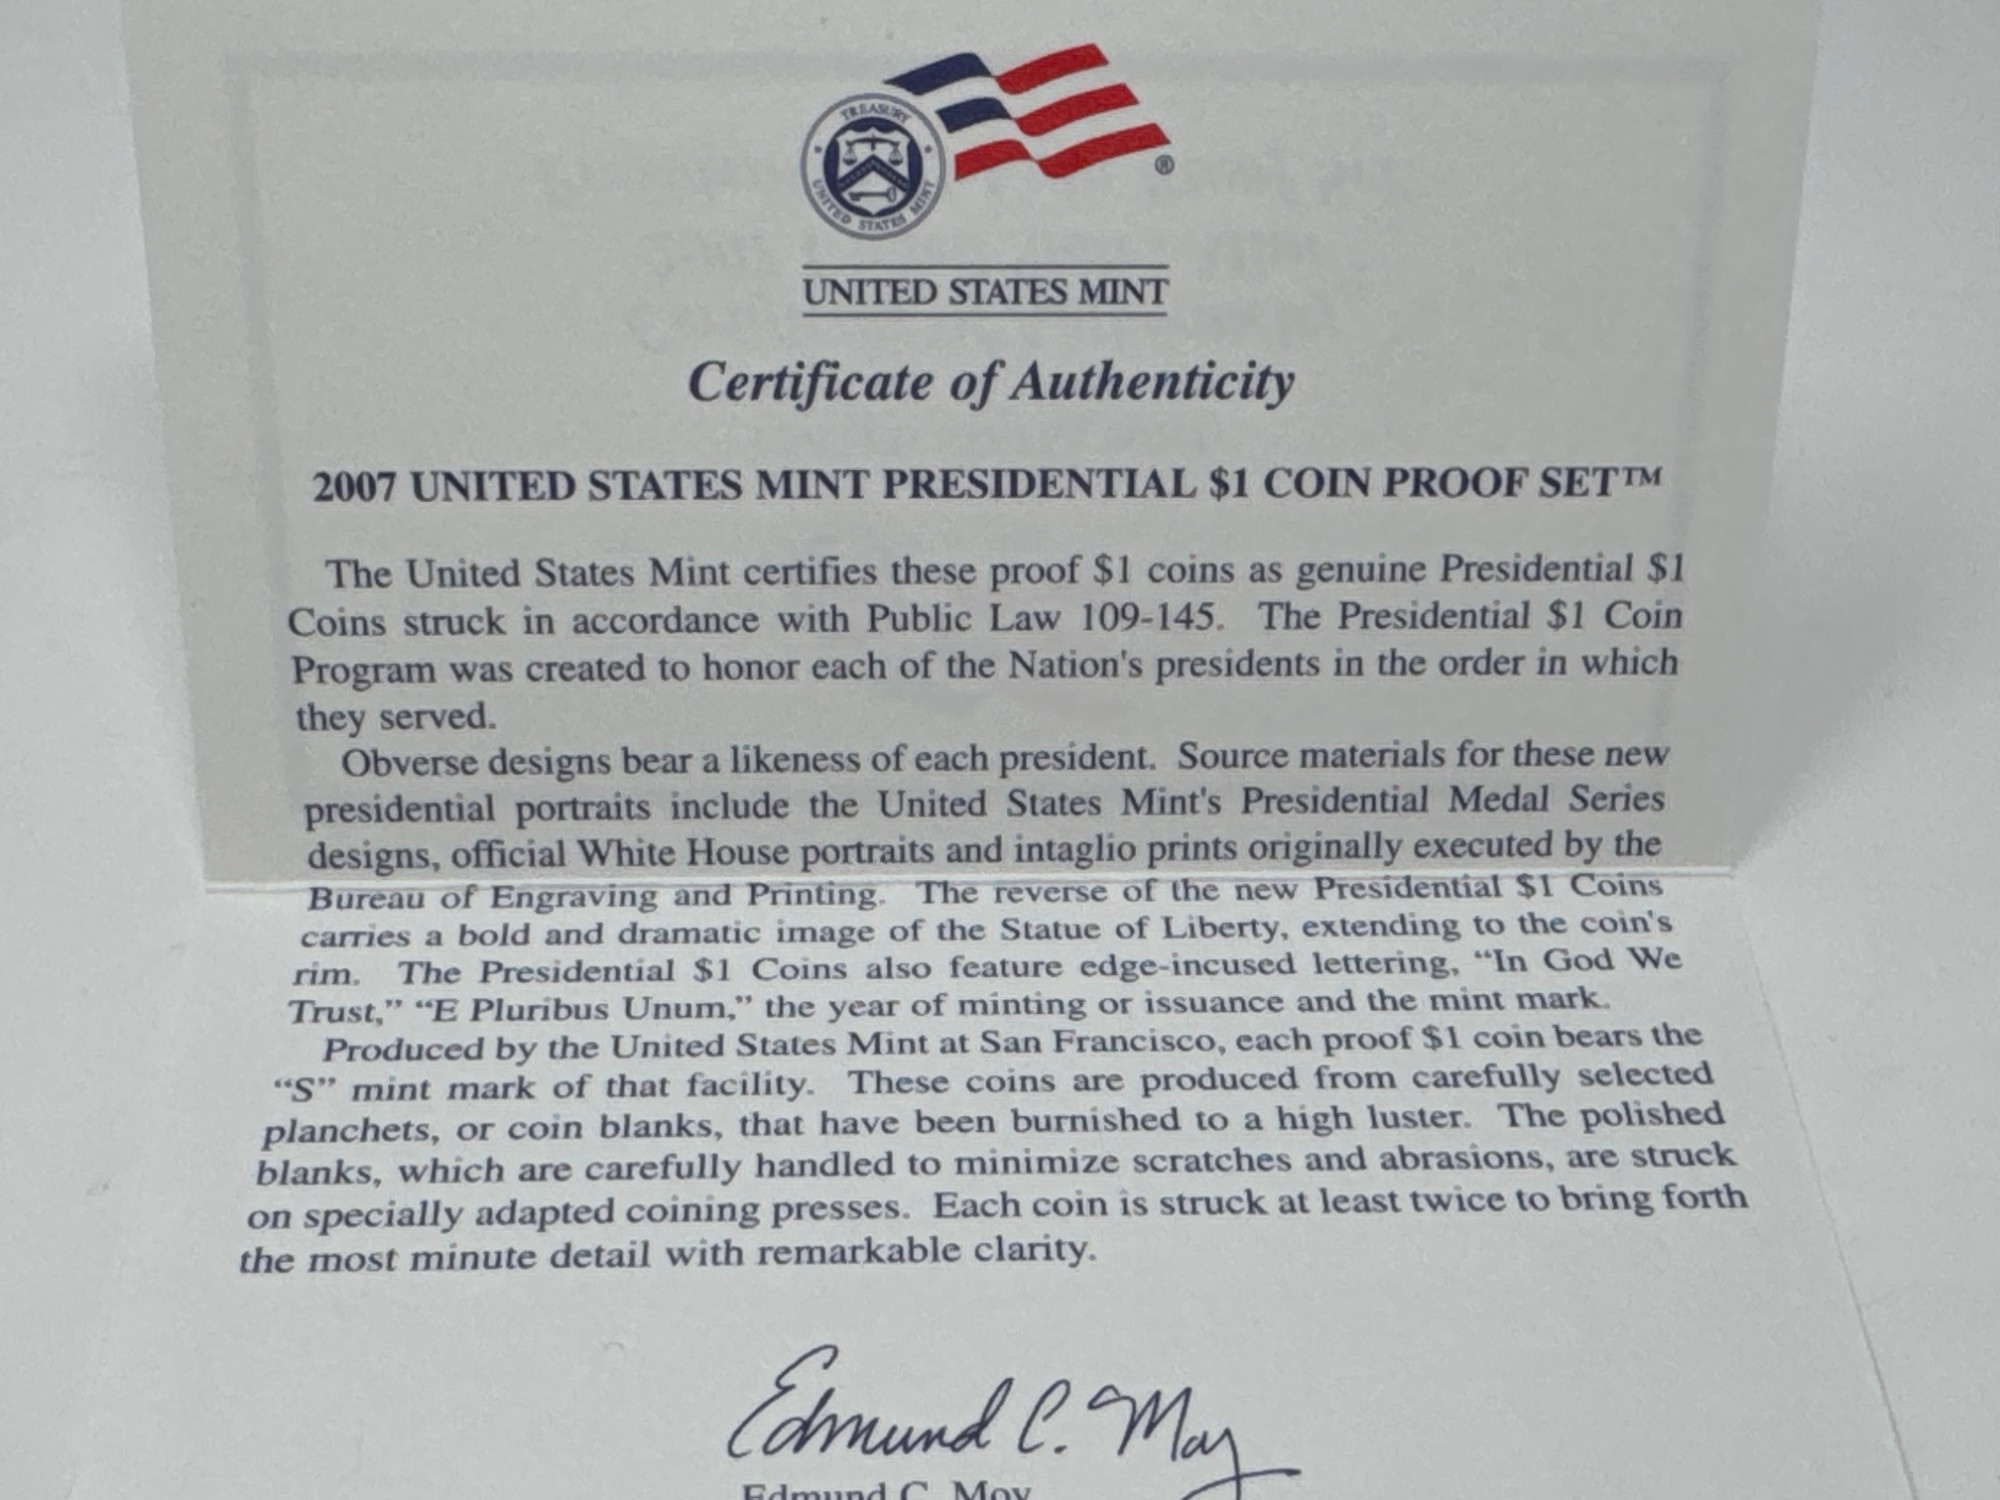 TREASURY
UNITED STATES MINT
®
UNITED STATES MINT
Certificate of Authenticity
2007 UNITED STATES MINT PRESIDENTIAL $1 COIN PROOF SET™
The United States Mint certifies these proof $1 coins as genuine Presidential $1
Coins struck in accordance with Public Law 109-145. The Presidential $1 Coin
Program was created to honor each of the Nation's presidents in the order in which
they served.
Obverse designs bear a likeness of each president. Source materials for these new
presidential portraits include the United States Mint's Presidential Medal Series
designs, official White House portraits and intaglio prints originally executed by the
Bureau of Engraving and Printing. The reverse of the new Presidential $1 Coins
carries a bold and dramatic image of the Statue of Liberty, extending to the coin's
rim. The Presidential $1 Coins also feature edge-incused lettering, “In God We
Trust,” “E Pluribus Unum,” the year of minting or issuance and the mint mark.
Produced by the United States Mint at San Francisco, each proof $1 coin bears the
“S” mint mark of that facility. These coins are produced from carefully selected
planchets, or coin blanks, that have been burnished to a high luster. The polished
blanks, which are carefully handled to minimize scratches and abrasions, are struck
on specially adapted coining presses. Each coin is struck at least twice to bring forth
the most minute detail with remarkable clarity.
Edmund C. Moy
Edmund C. Moy